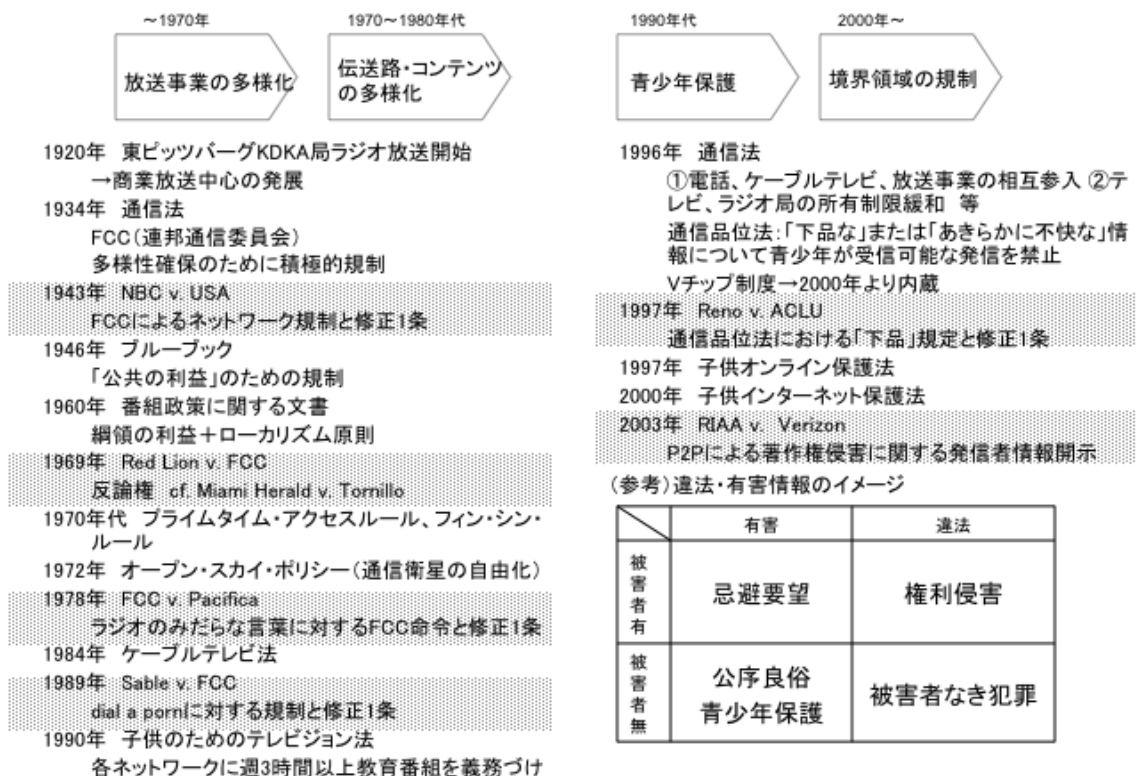 ～1970年
放送事業の多様化
1970～1980年代
伝送路・コンテンツ
の多様化
1990年代
青少年保護
2000年～
境界領域の規制
1920年 東ピッツバーグKDKA局ラジオ放送開始
→商業放送中心の発展
1934年 通信法
FCC(連邦通信委員会)
多様性確保のために積極的規制
1943年 NBC v. USA
FCCによるネットワーク規制と修正1条
1946年 ブルーブック
「公共の利益」のための規制
1960年 番組政策に関する文書
綱領の利益＋ローカリズム原則
1969年 Red Lion v. FCC
反論権 cf. Miami Herald v. Tornillo
1970年代 プライムタイム・アクセスルール、フィン・シン・
ルール
1972年 オープン・スカイ・ポリシー(通信衛星の自由化)
1978年 FCC v. Pacifica
ラジオのみだらな言葉に対するFCC命令と修正1条
1984年 ケーブルテレビ法
1989年 Sable v. FCC
dial a pornに対する規制と修正1条
1990年 子供のためのテレビジョン法
各ネットワークに週3時間以上教育番組を義務づけ
1996年 通信法
①電話、ケーブルテレビ、放送事業の相互参入 ②テ
レビ、ラジオ局の所有制限緩和 等
通信品位法：「下品な」または「あきらかに不快な」情
報について青少年が受信可能な発信を禁止
Vチップ制度→2000年より内蔵
1997年 Reno v. ACLU
通信品位法における「下品」規定と修正1条
1997年 子供オンライン保護法
2000年 子供インターネット保護法
2003年 RIAA v. Verizon
P2Pによる著作権侵害に関する発信者情報開示
(参考)違法・有害情報のイメージ
有害
違法
被害者有
忌避要望
権利侵害
被害者無
公序良俗
青少年保護
被害者なき犯罪